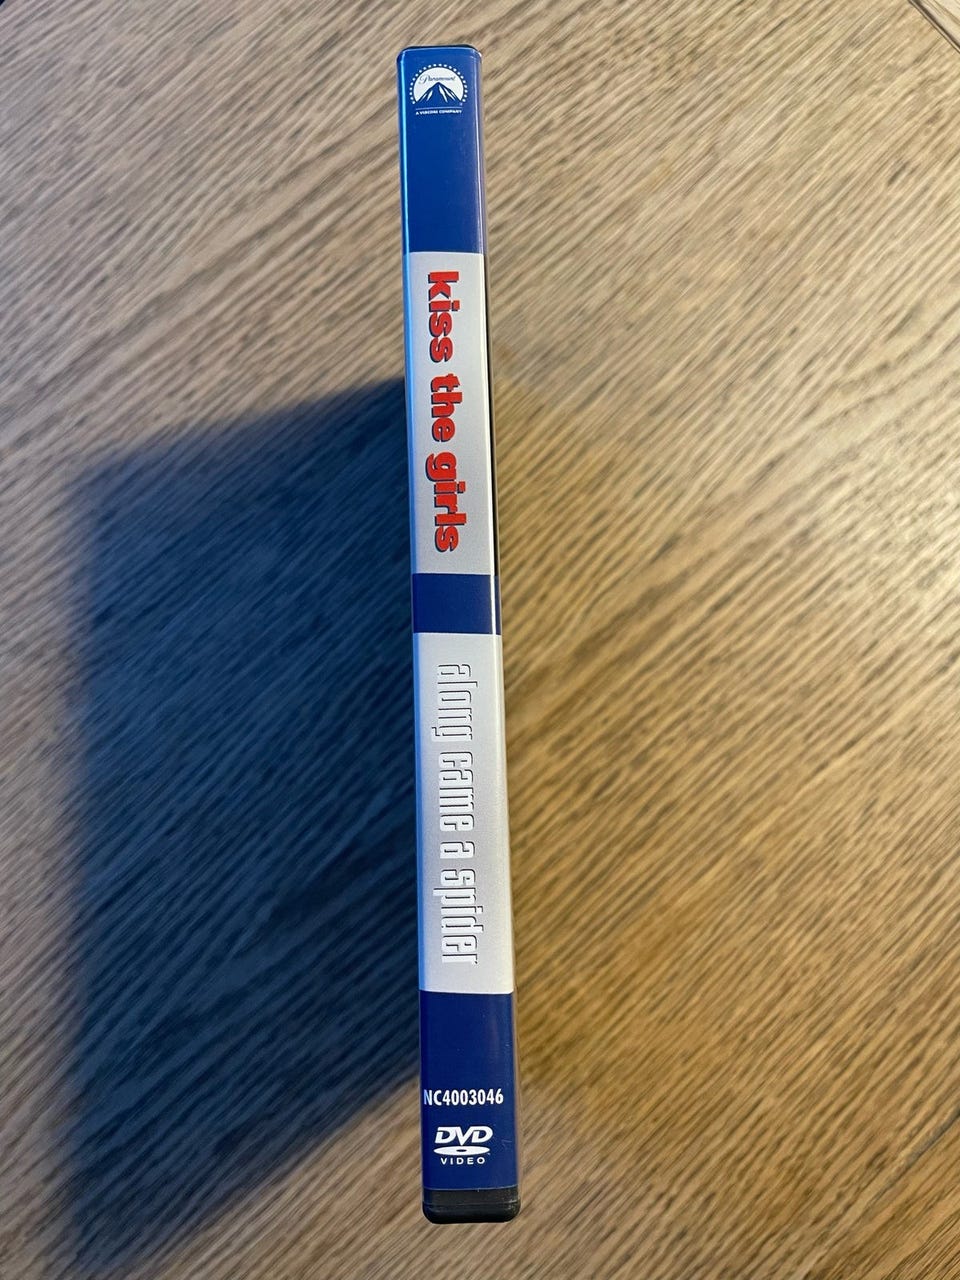 Paramount
A VIACOM COMPANY
kiss the girls
along came a spider
NC4003046
DVD
VIDEO